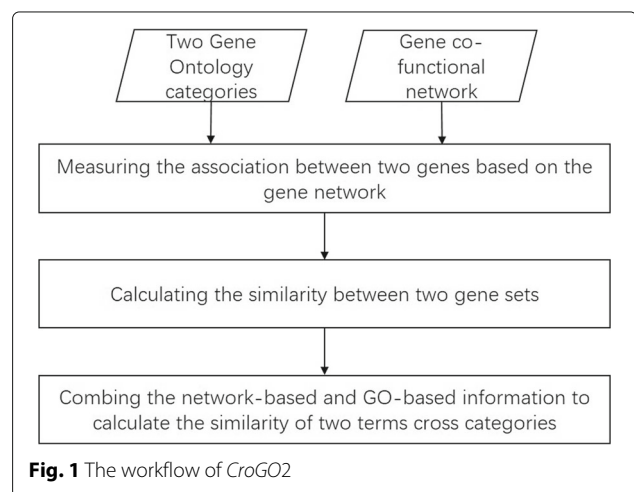 Two Gene
Ontology
categories
Gene co-
functional
network
Measuring the association between two genes based on the
gene network
Calculating the similarity between two gene sets
Combing the network-based and GO-based information to
calculate the similarity of two terms cross categories
Fig. 1 The workflow of CroGO2